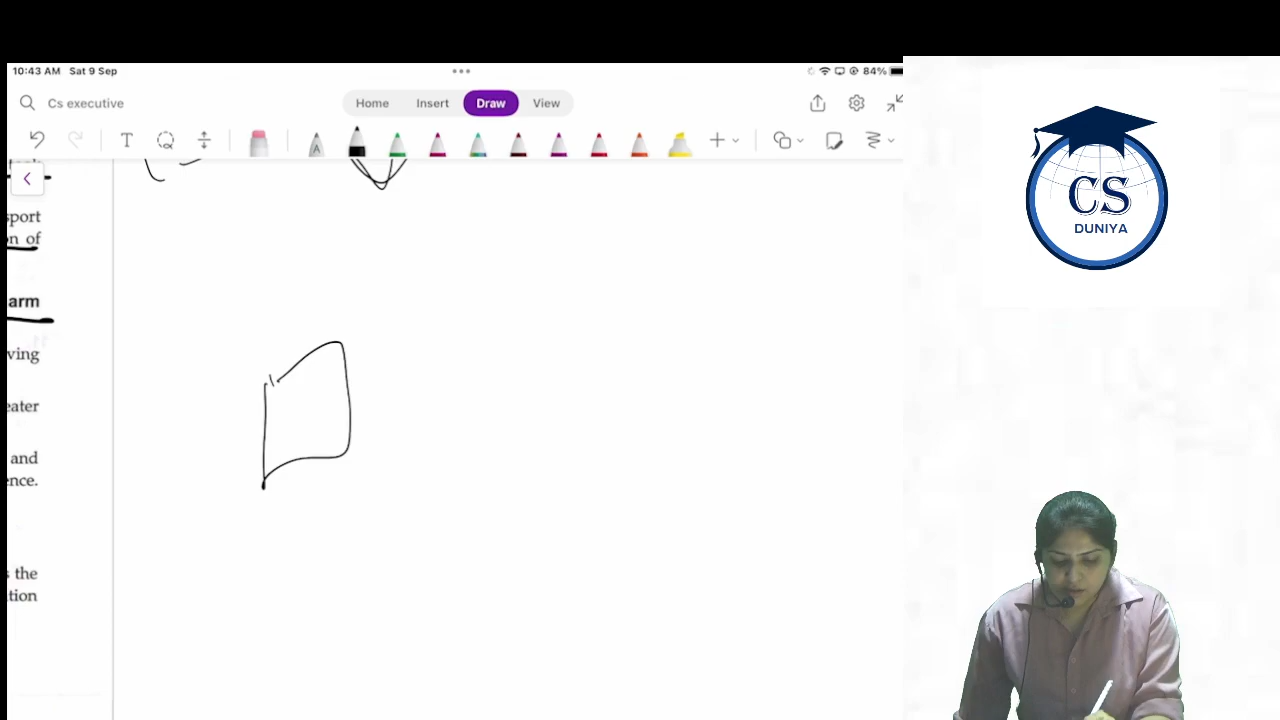 10:43 AM Sat 9 Sep
84%
Cs executive
Home Insert Draw View
T
A
sport
on of
arm
ving
eater
and
ence.
s the
tion
CS
DUNIYA